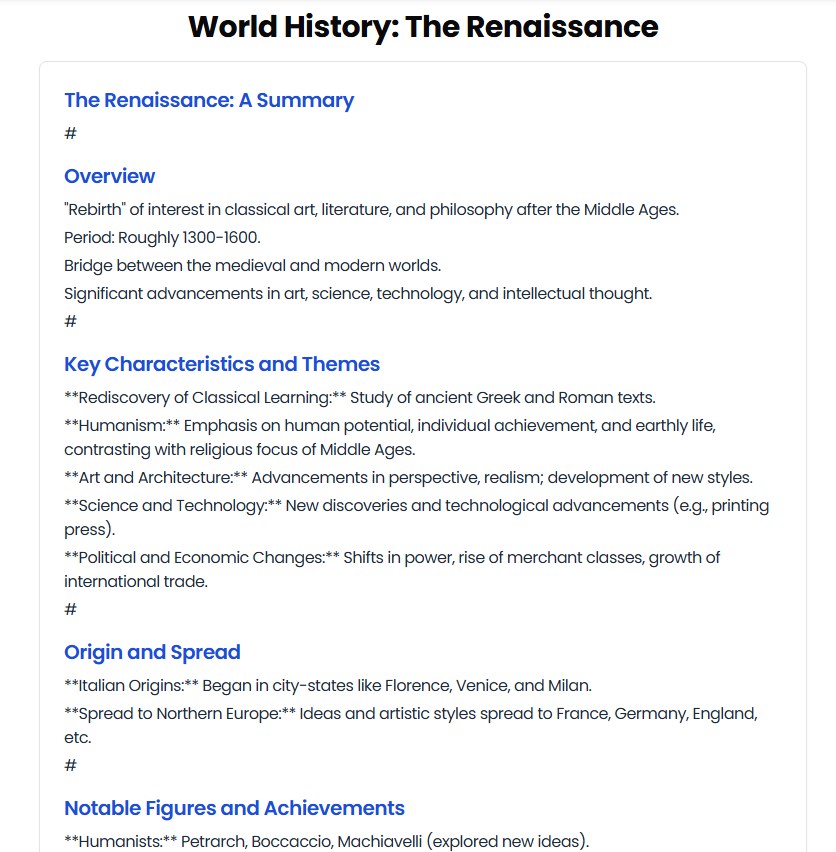 World History: The Renaissance
The Renaissance: A Summary
#
Overview
"Rebirth" of interest in classical art, literature, and philosophy after the Middle Ages.
Period: Roughly 1300-1600.
Bridge between the medieval and modern worlds.
Significant advancements in art, science, technology, and intellectual thought.
#
Key Characteristics and Themes
**Rediscovery of Classical Learning:** Study of ancient Greek and Roman texts.
**Humanism:** Emphasis on human potential, individual achievement, and earthly life,
contrasting with religious focus of Middle Ages.
**Art and Architecture:** Advancements in perspective, realism; development of new styles.
**Science and Technology:** New discoveries and technological advancements (e.g., printing
press).
**Political and Economic Changes:** Shifts in power, rise of merchant classes, growth of
international trade.
#
Origin and Spread
**Italian Origins:** Began in city-states like Florence, Venice, and Milan.
**Spread to Northern Europe:** Ideas and artistic styles spread to France, Germany, England,
etc.
#
Notable Figures and Achievements
**Humanists:** Petrarch, Boccaccio, Machiavelli (explored new ideas).